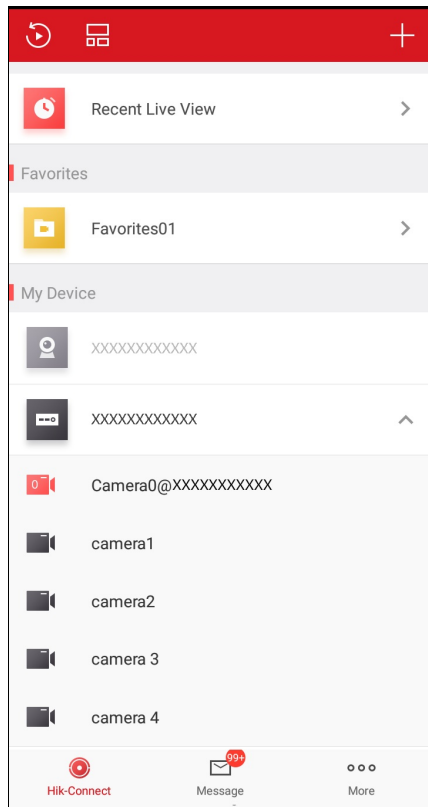 Recent Live View
Favorites
Favorites01
My Device
XXXXXXXXXXXX
XXXXXXXXXXXX
0
Camera0@XXXXXXXXXXX
camera1
camera2
camera 3
camera 4
99+
Hik-Connect
Message
More